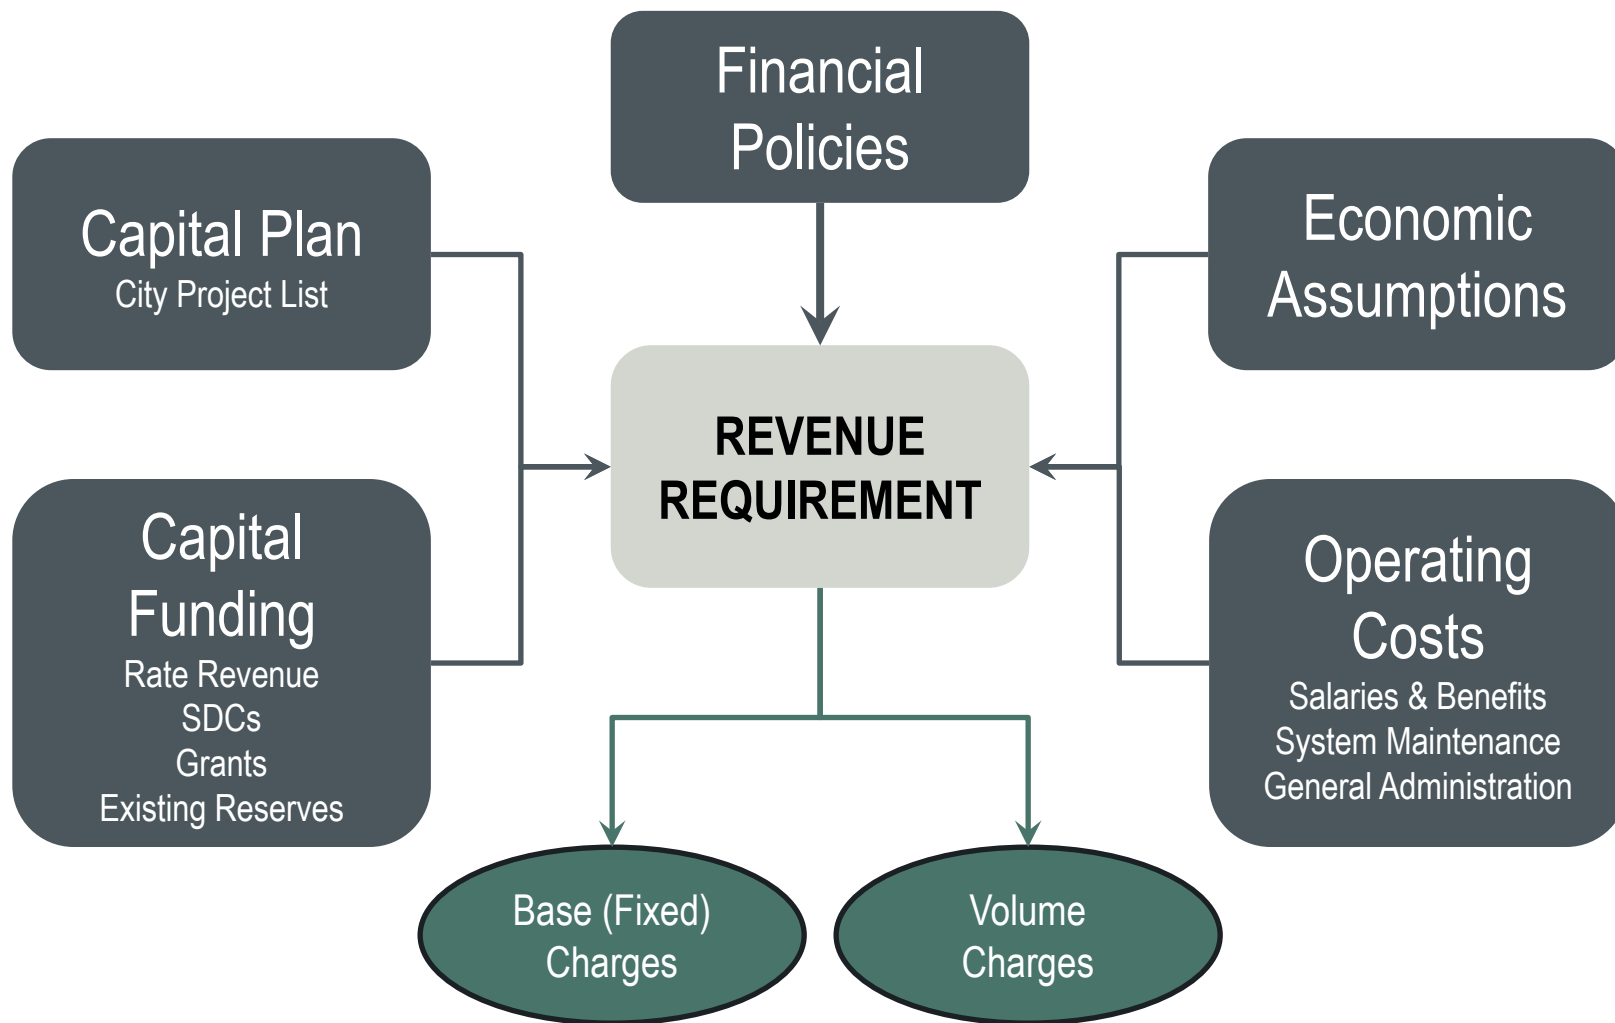 Financial
Policies
Capital Plan
City Project List
Economic
Assumptions
REVENUE
REQUIREMENT
Capital
Funding
Rate Revenue
SDCs
Grants
Existing Reserves
Operating
Costs
Salaries & Benefits
System Maintenance
General Administration
Base (Fixed)
Charges
Volume
Charges